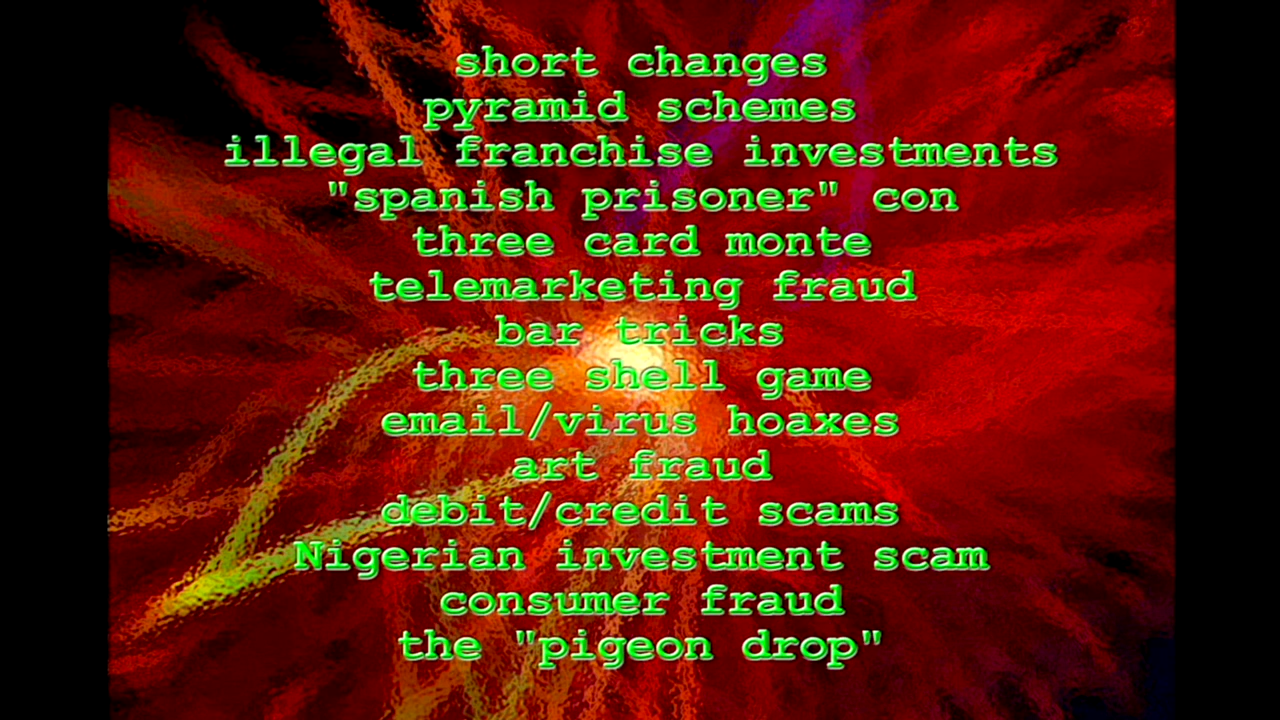 short changes
pyramid schemes
illegal franchise investments
"spanish prisoner" con
three card monte
telemarketing fraud
bar tricks
three shell game
email/virus hoaxes
art fraud
debit/credit scams
Nigerian investment scam
consumer fraud
the "pigeon drop"